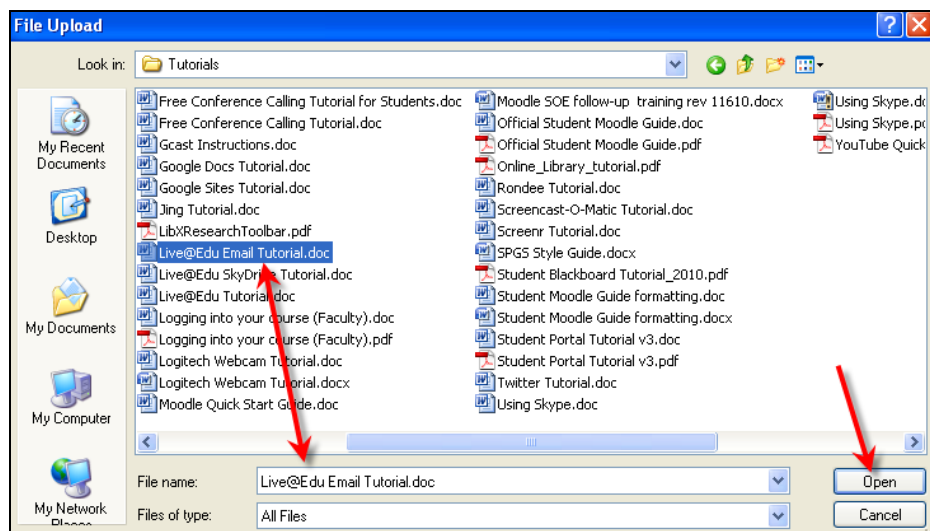 File Upload
Look in:
Tutorials
My Recent
Documents
Desktop
My Documents
My Computer
My Network
Places
Free Conference Calling Tutorial for Students.doc
Free Conference Calling Tutorial.doc
Gcast Instructions.doc
Google Docs Tutorial.doc
Google Sites Tutorial.doc
Jing Tutorial.doc
LibXResearchToolbar.pdf
Live@Edu Email Tutorial.doc
Live@Edu SkyDrive Tutorial.doc
Live@Edu Tutorial.doc
Logging into your course (Faculty).doc
Logging into your course (Faculty).pdf
Logitech Webcam Tutorial.doc
Logitech Webcam Tutorial.docx
Moodle Quick Start Guide.doc
Moodle SOE follow-up training rev 11610.docx
Official Student Moodle Guide.doc
Official Student Moodle Guide.pdf
Online_Library_tutorial.pdf
Rondee Tutorial.doc
Screencast-O-Matic Tutorial.doc
Screenr Tutorial.doc
SPGS Style Guide.docx
Student Blackboard Tutorial_2010.pdf
Student Moodle Guide formatting.doc
Student Moodle Guide formatting.docx
Student Portal Tutorial v3.doc
Student Portal Tutorial v3.pdf
Twitter Tutorial.doc
Using Skype.doc
Using Skype.do
Using Skype.pd
YouTube Quick
File name:
Live@Edu Email Tutorial.doc
Open
Files of type:
All Files
Cancel